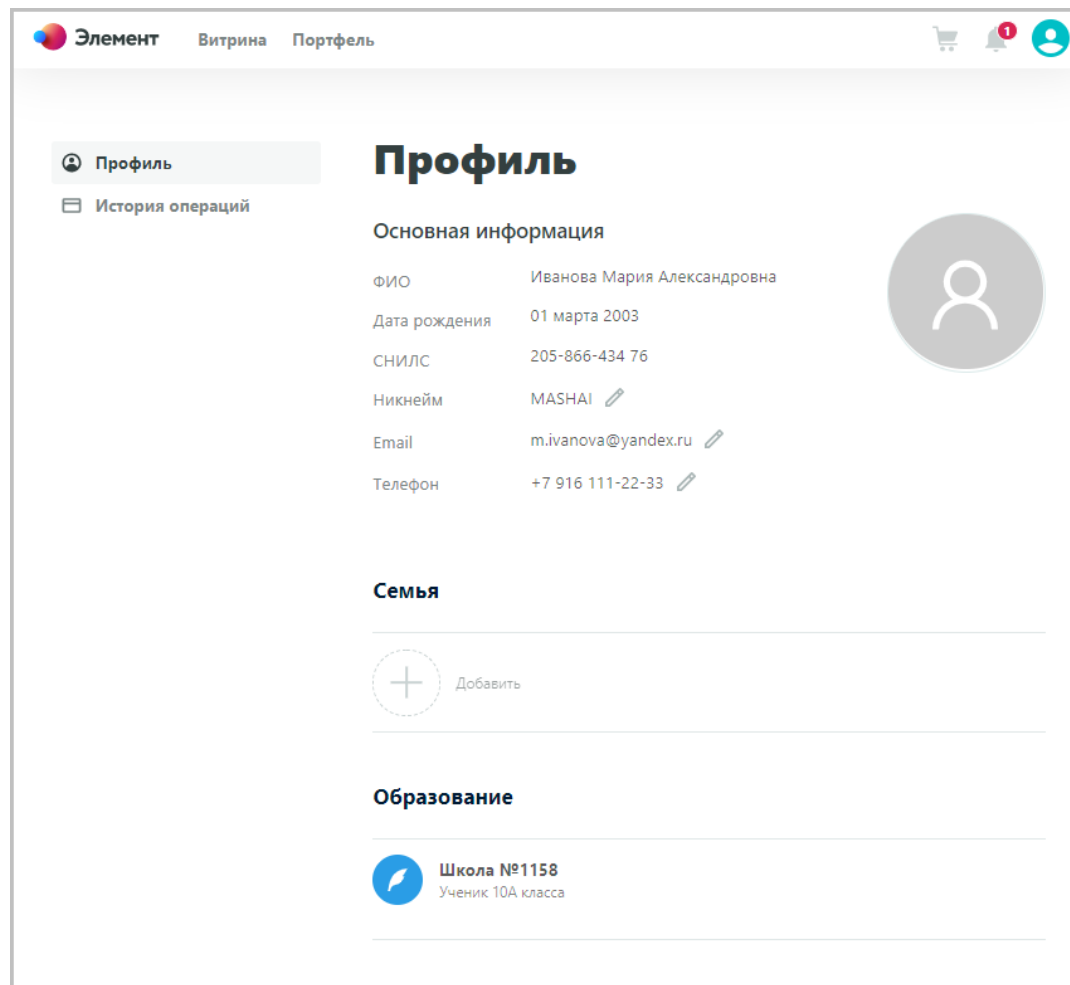 Элемент Витрина Портфель 1
Профиль
История операций
Профиль
Основная информация
ФИО Иванова Мария Александровна
Дата рождения 01 марта 2003
СНИЛС 205-866-434 76
Никнейм MASHAI
Email m.ivanova@yandex.ru
Телефон +7 916 111-22-33
Семья
Добавить
Образование
Школа №1158
Ученик 10А класса